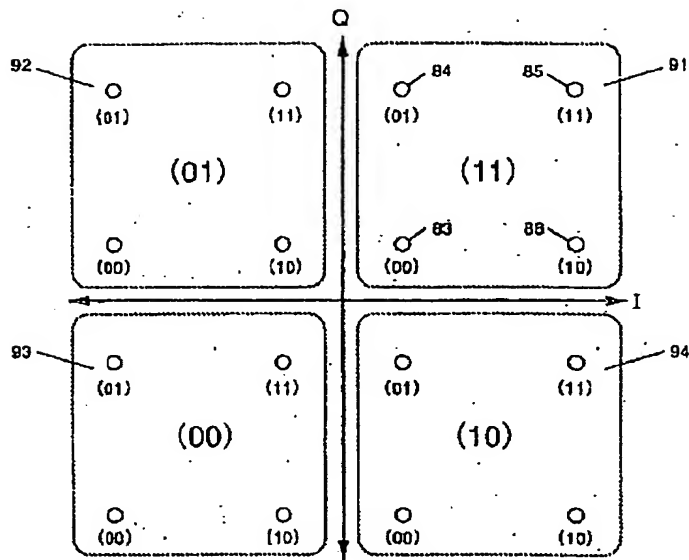 Q
92 84 85 91
(01) (11) (01) (11)
(01) (11)
83 86
(00) (10) (00) (10)
I
93 94
(01) (11) (01) (11)
(00) (10)
(00) (10) (00) (10)